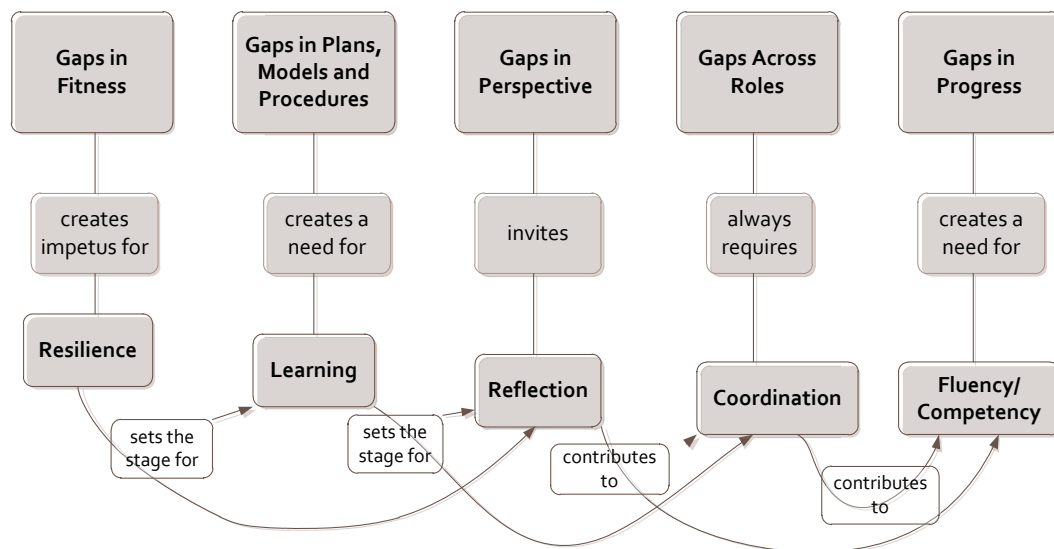 Gaps in
Fitness
Gaps in Plans,
Models and
Procedures
Gaps in
Perspective
Gaps Across
Roles
Gaps in
Progress
creates
impetus for
creates a
need for
invites
always
requires
creates a
need for
Resilience
Learning
Reflection
Coordination
Fluency/
Competency
sets the
stage for
sets the
stage for
contributes
to
contributes
to